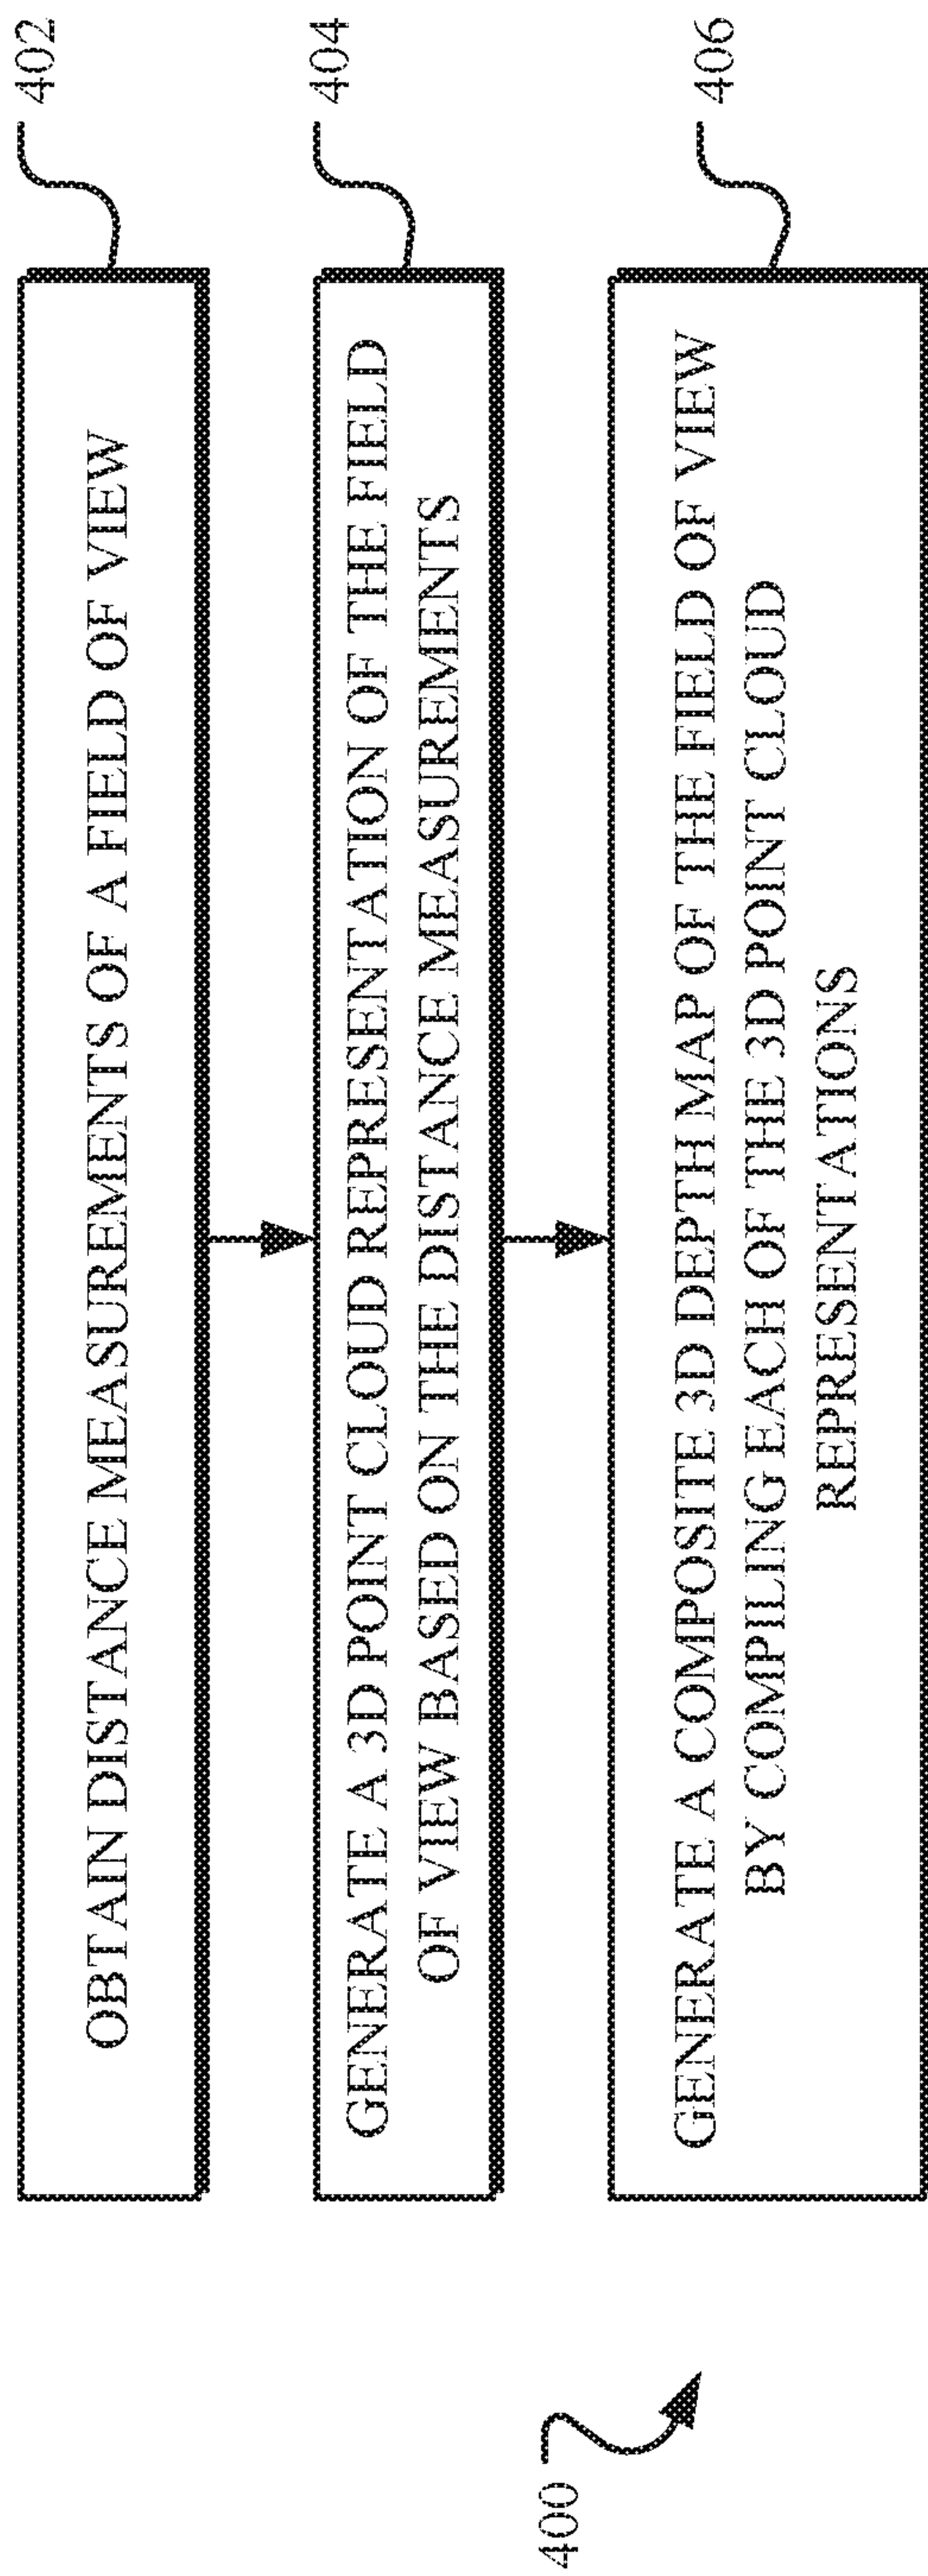 402
OBTAIN DISTANCE MEASUREMENTS OF A FIELD OF VIEW
404
GENERATE A 3D POINT CLOUD REPRESENTATION OF THE FIELD
OF VIEW BASED ON THE DISTANCE MEASUREMENTS
406
GENERATE A COMPOSITE 3D DEPTH MAP OF THE FIELD OF VIEW
BY COMPILING EACH OF THE 3D POINT CLOUD
REPRESENTATIONS
400